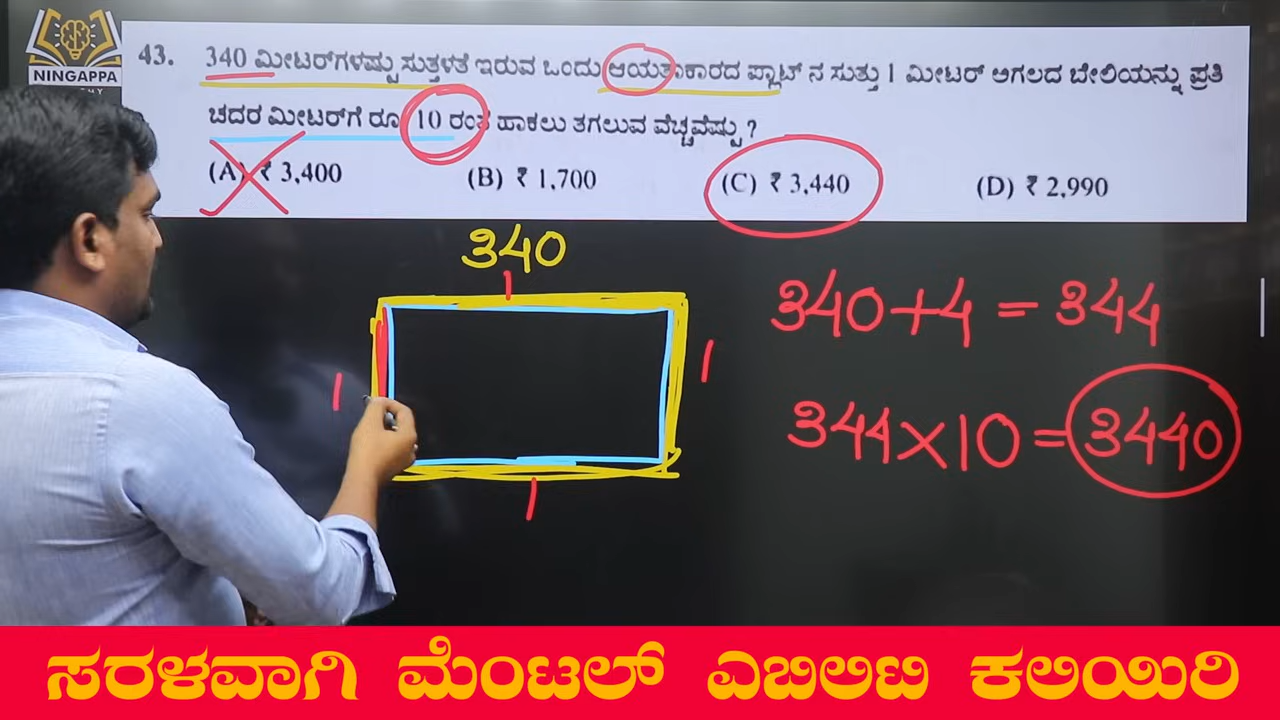 NINGAPPA
43. 340 ಮೀಟರ್‌ಗಳಷ್ಟು ಸುತ್ತಳತೆ ಇರುವ ಒಂದು ಆಯತಾಕಾರದ ಪ್ಲಾಟ್ ನ ಸುತ್ತು 1 ಮೀಟರ್ ಅಗಲದ ಬೇಲಿಯನ್ನು ಪ್ರತಿ
ಚದರ ಮೀಟರ್‌ಗೆ ರೂ 10 ರಂತೆ ಹಾಕಲು ತಗಲುವ ವೆಚ್ಚವೆಷ್ಟು ?
(A) ₹ 3,400 (B) ₹ 1,700 (C) ₹ 3,440 (D) ₹ 2,990
340
1
1
1
1
340+4 = 344
344×10 = 3440
ಸರಳವಾಗಿ ಮೆಂಟಲ್ ಎಬಿಲಿಟಿ ಕಲಿಯಿರಿ